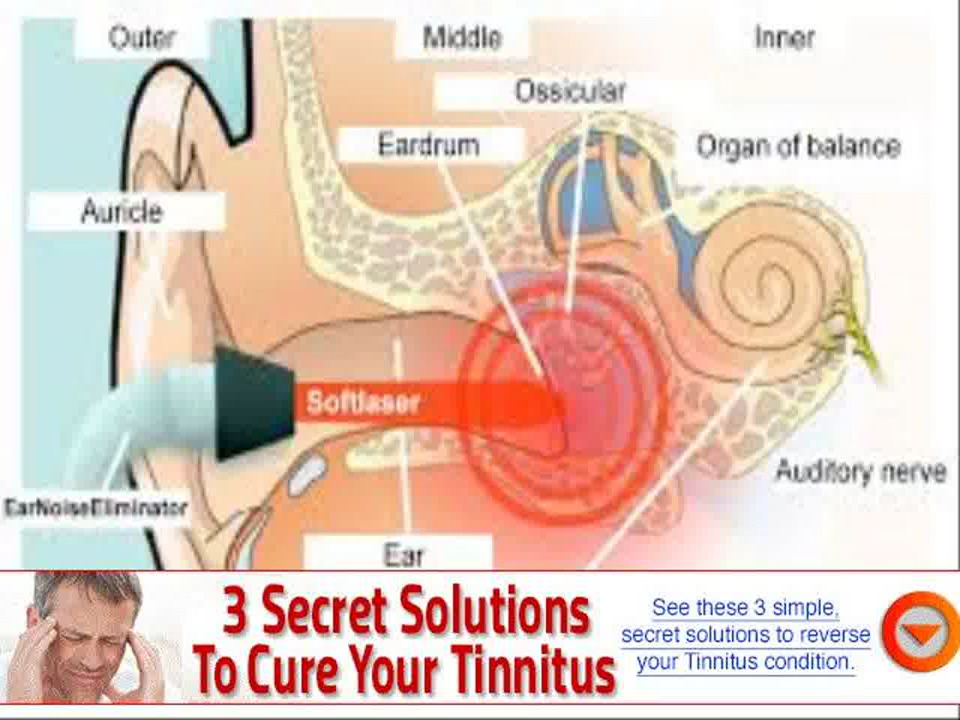 Outer
Middle
Inner
Ossicular
Eardrum
Organ of balance
Auricle
Softlaser
Auditory nerve
EarNoiseEliminator
Ear
3 Secret Solutions
To Cure Your Tinnitus
See these 3 simple,
secret solutions to reverse
your Tinnitus condition.